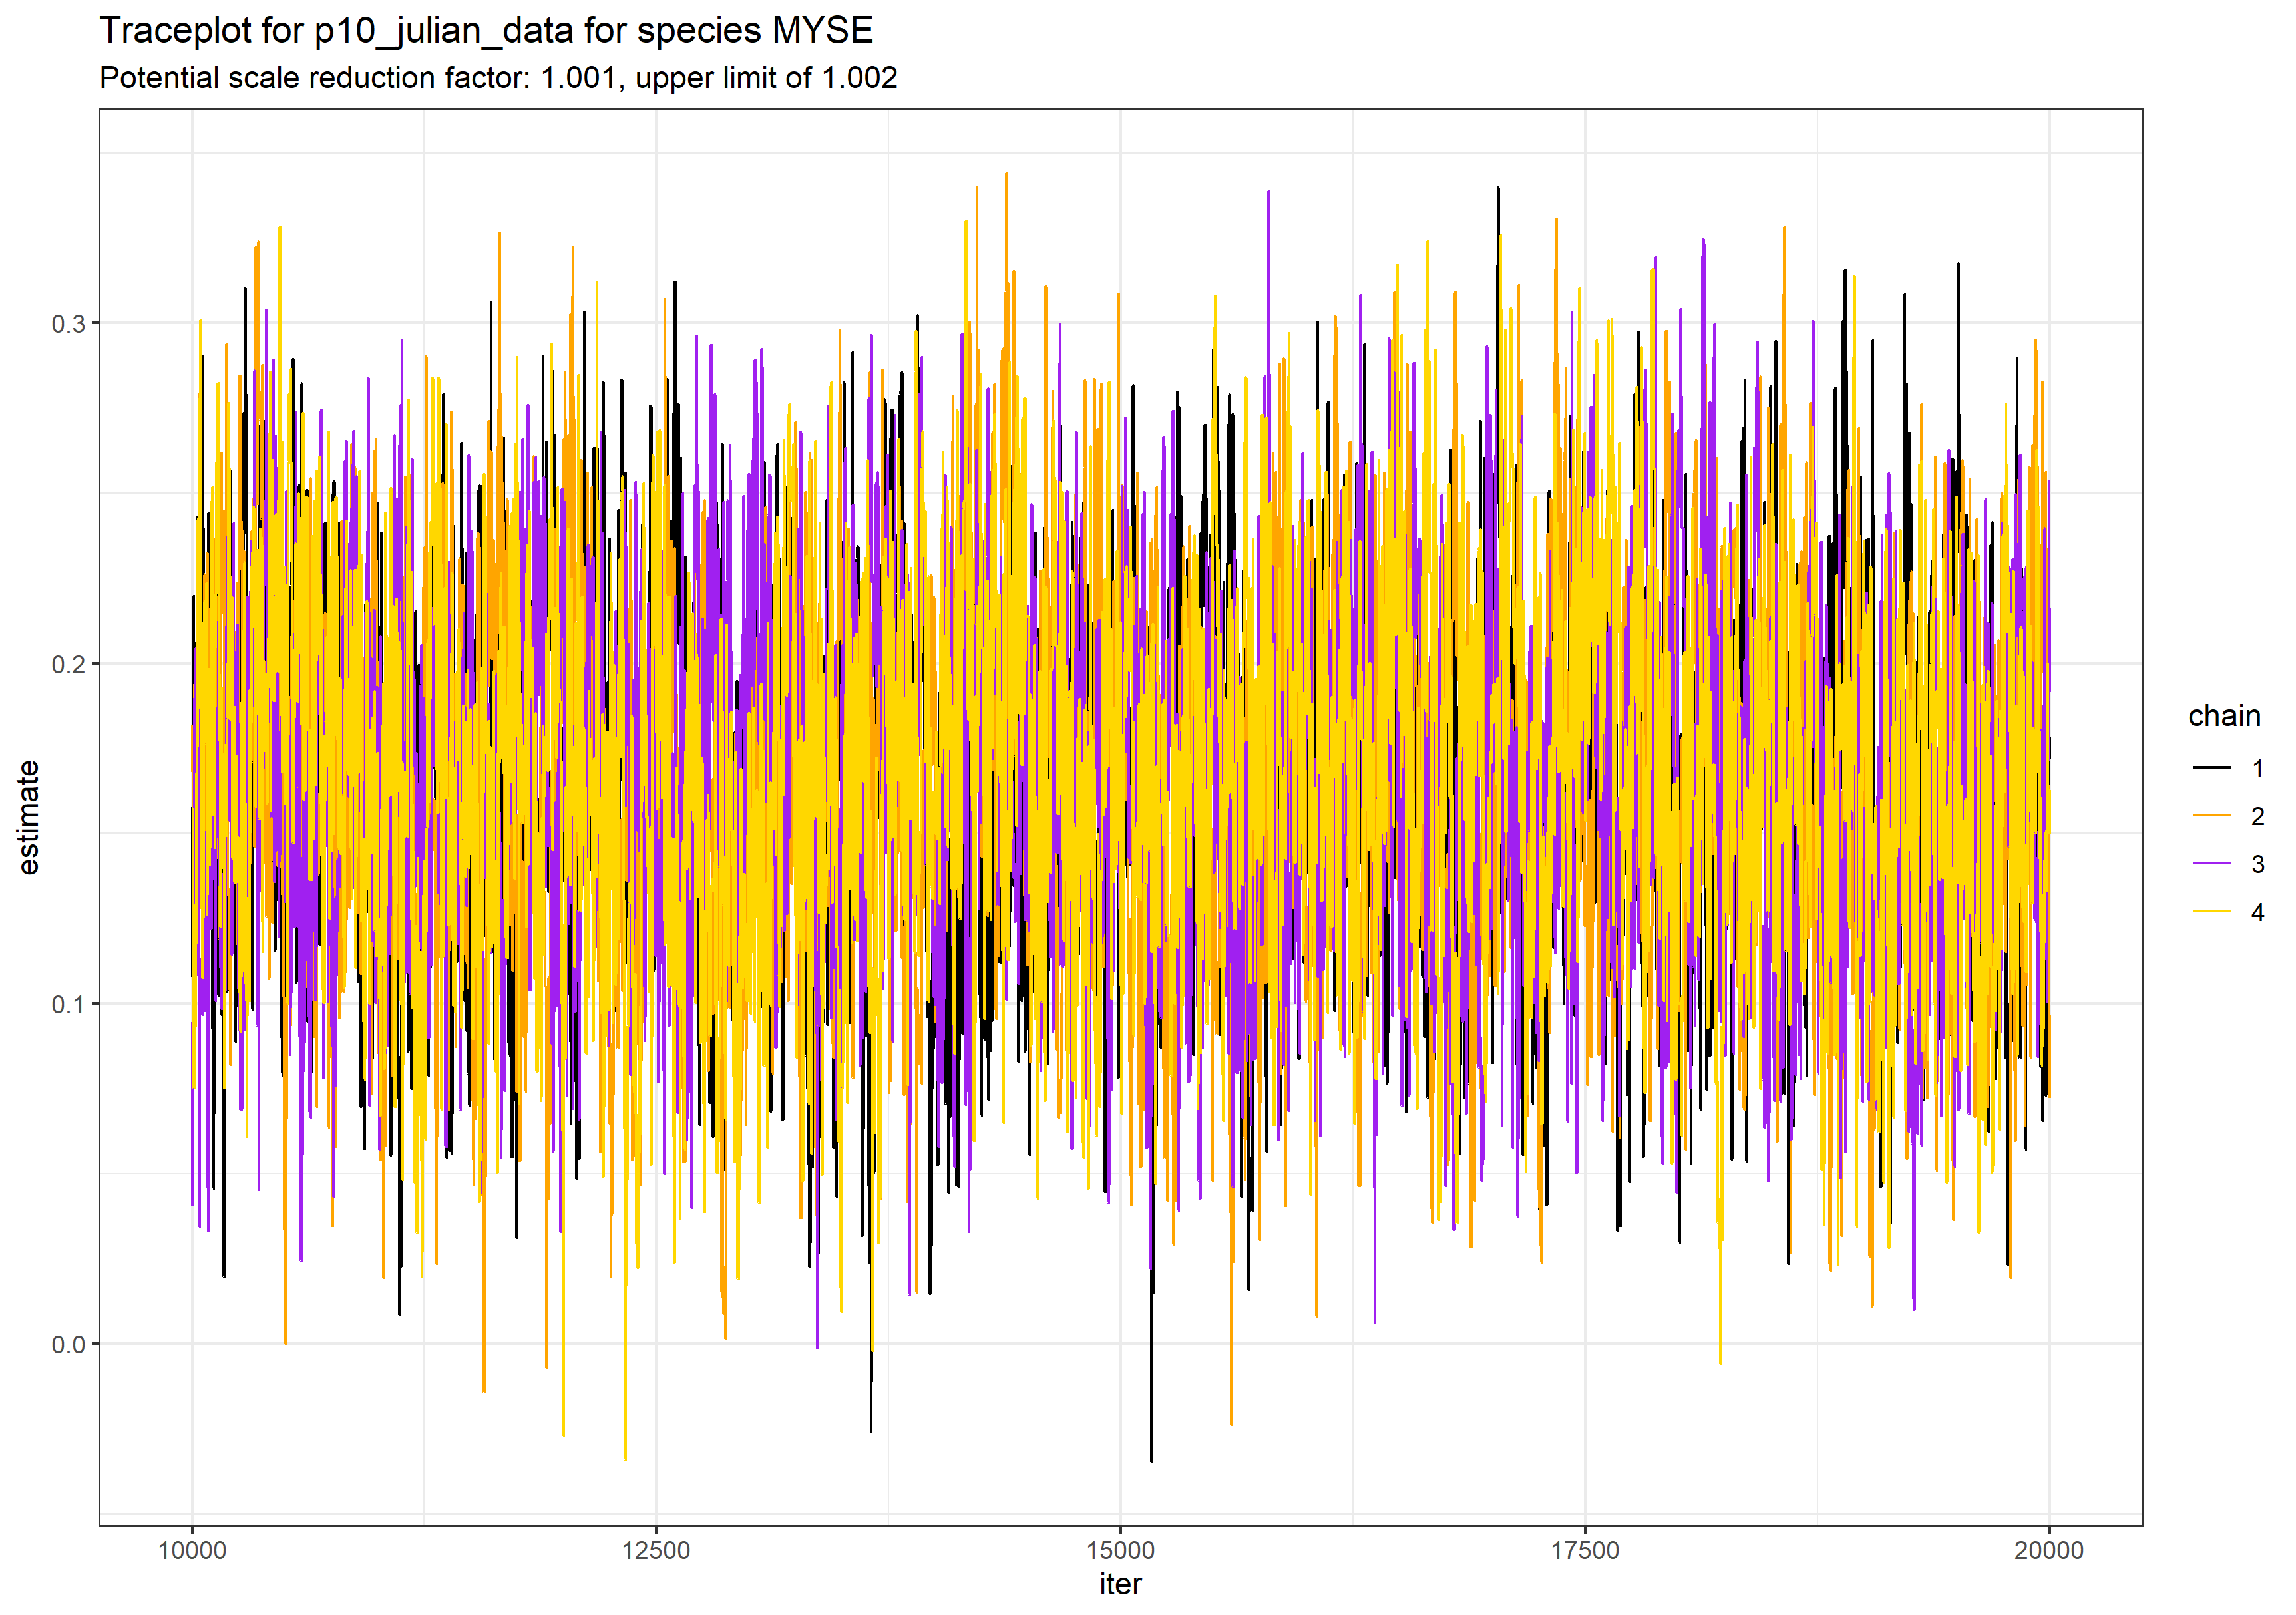 Traceplot for p10_julian_data for species MYSE
Potential scale reduction factor: 1.001, upper limit of 1.002
0.3
0.2
0.1
0.0
estimate
10000 12500 15000 17500 20000
iter
chain
1
2
3
4